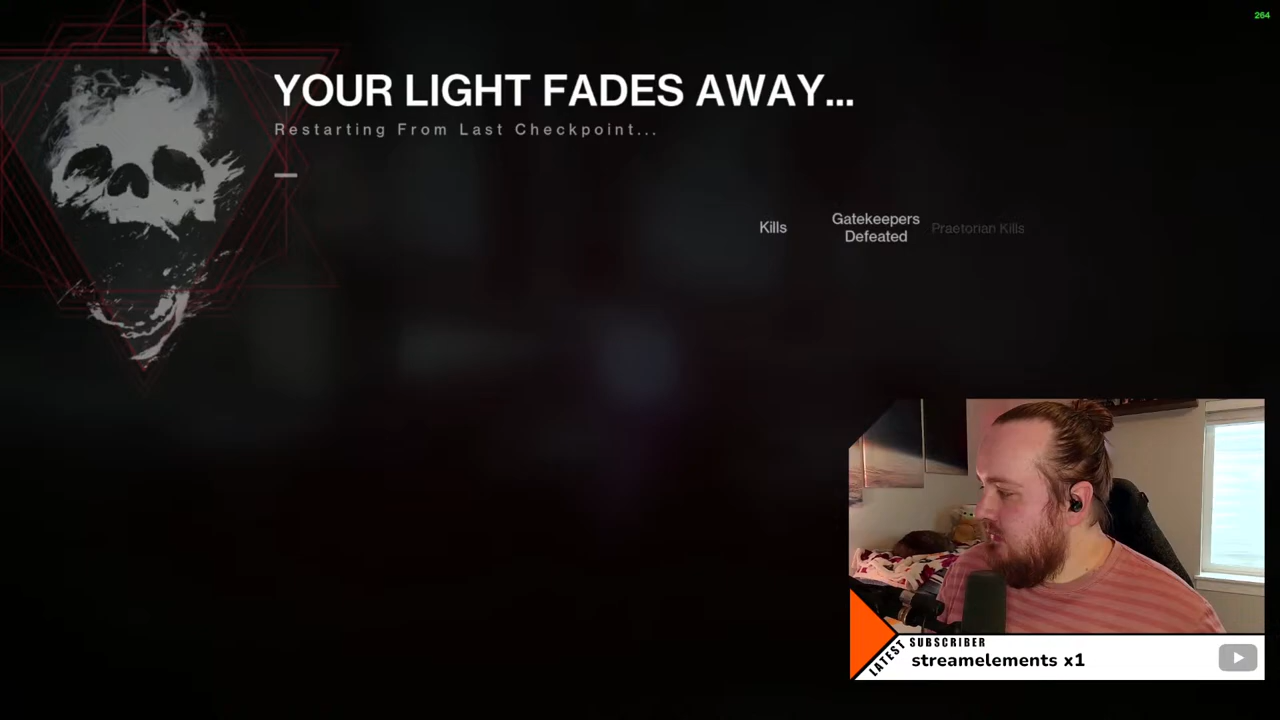 264
YOUR LIGHT FADES AWAY...
Restarting From Last Checkpoint...
Kills
Gatekeepers
Defeated
Praetorian Kills
LATEST SUBSCRIBER
streamelements x1